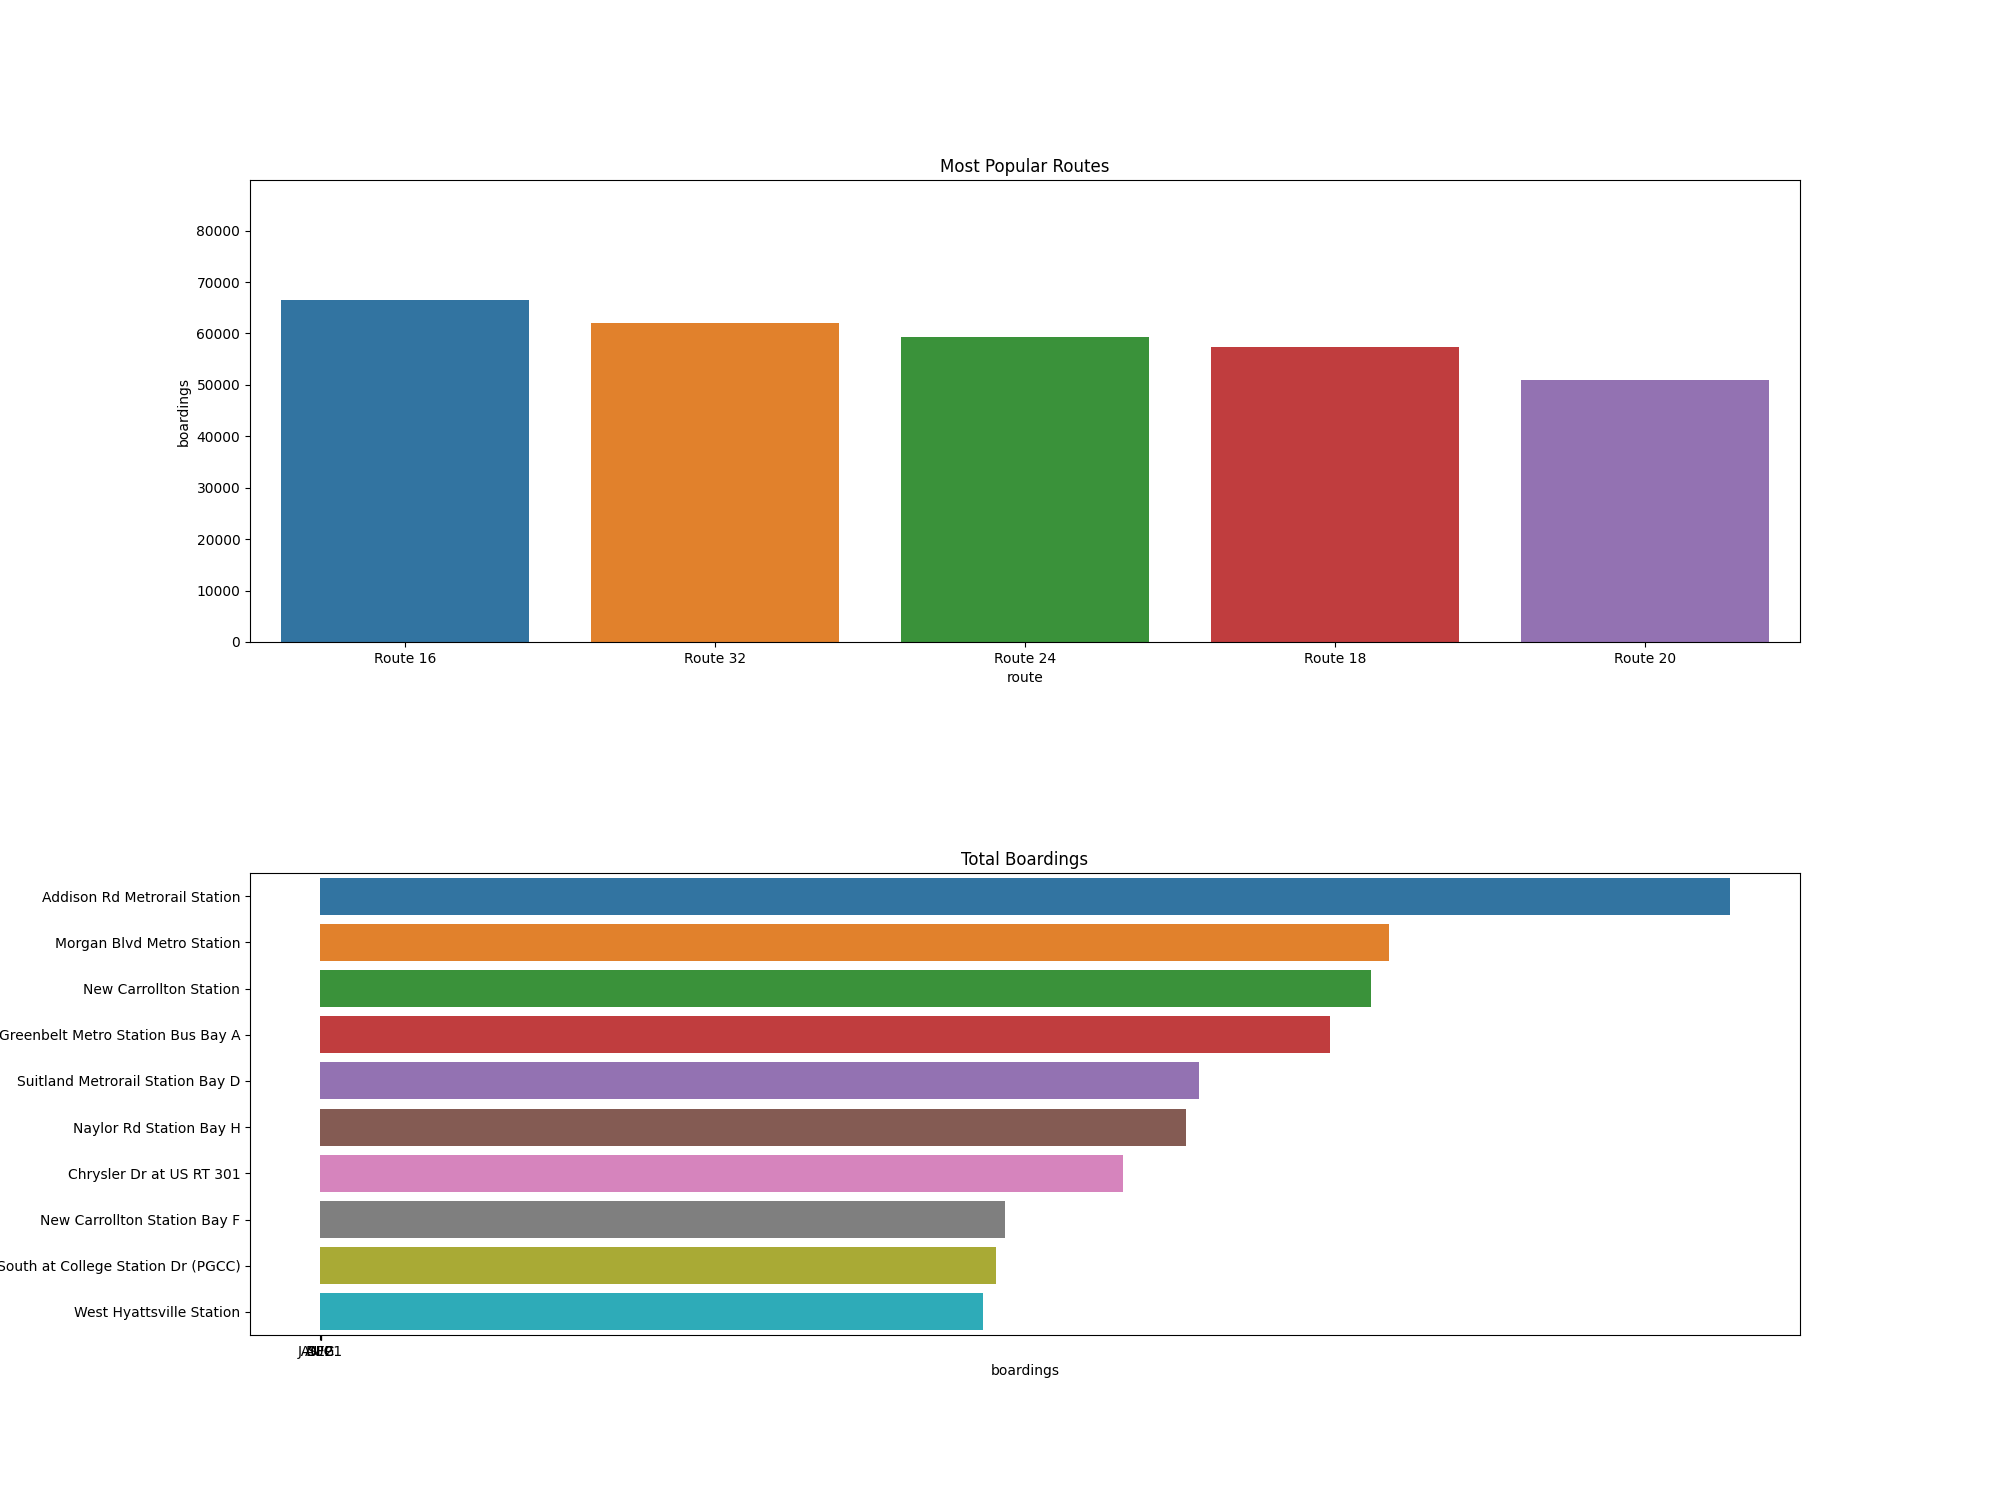 Most Popular Routes
80000
70000
60000
50000
40000
30000
20000
10000
0
boardings
Route 16 Route 32 Route 24 Route 18 Route 20
route
Total Boardings
Addison Rd Metrorail Station
Morgan Blvd Metro Station
New Carrollton Station
Greenbelt Metro Station Bus Bay A
Suitland Metrorail Station Bay D
Naylor Rd Station Bay H
Chrysler Dr at US RT 301
New Carrollton Station Bay F
South at College Station Dr (PGCC)
West Hyattsville Station
boardings